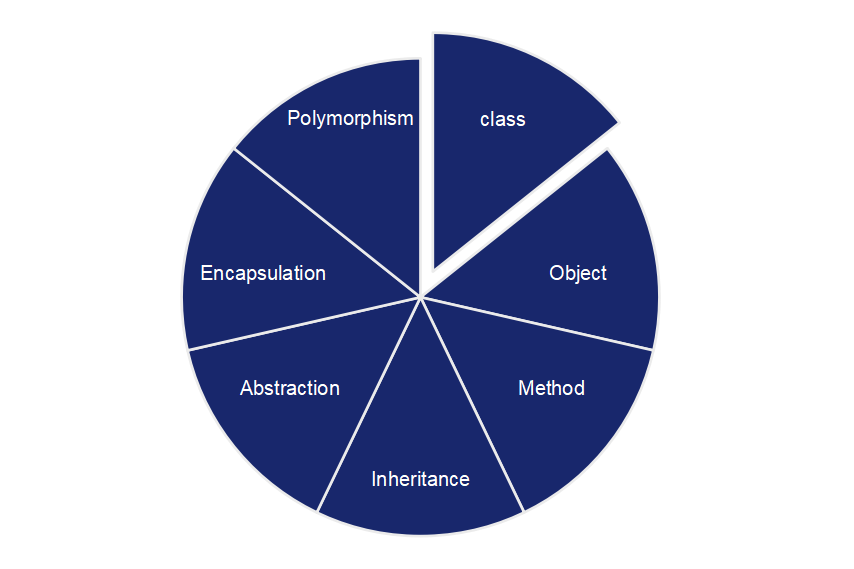 Polymorphism
class
Encapsulation
Object
Abstraction
Method
Inheritance